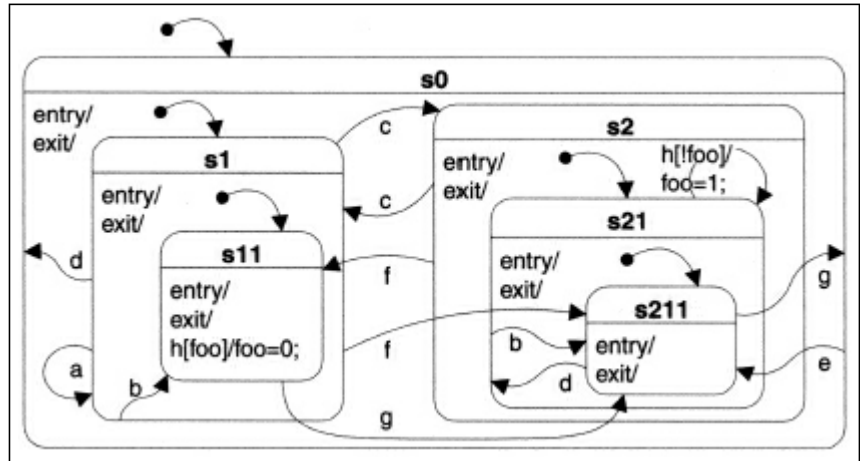 s0
entry/
exit/
s1
entry/
exit/
s11
entry/
exit/
h[foo]/foo=0;
c
c
f
f
g
d
a
b
s2
entry/
exit/
h[!foo]/
foo=1;
s21
entry/
exit/
s211
entry/
exit/
b
d
g
e